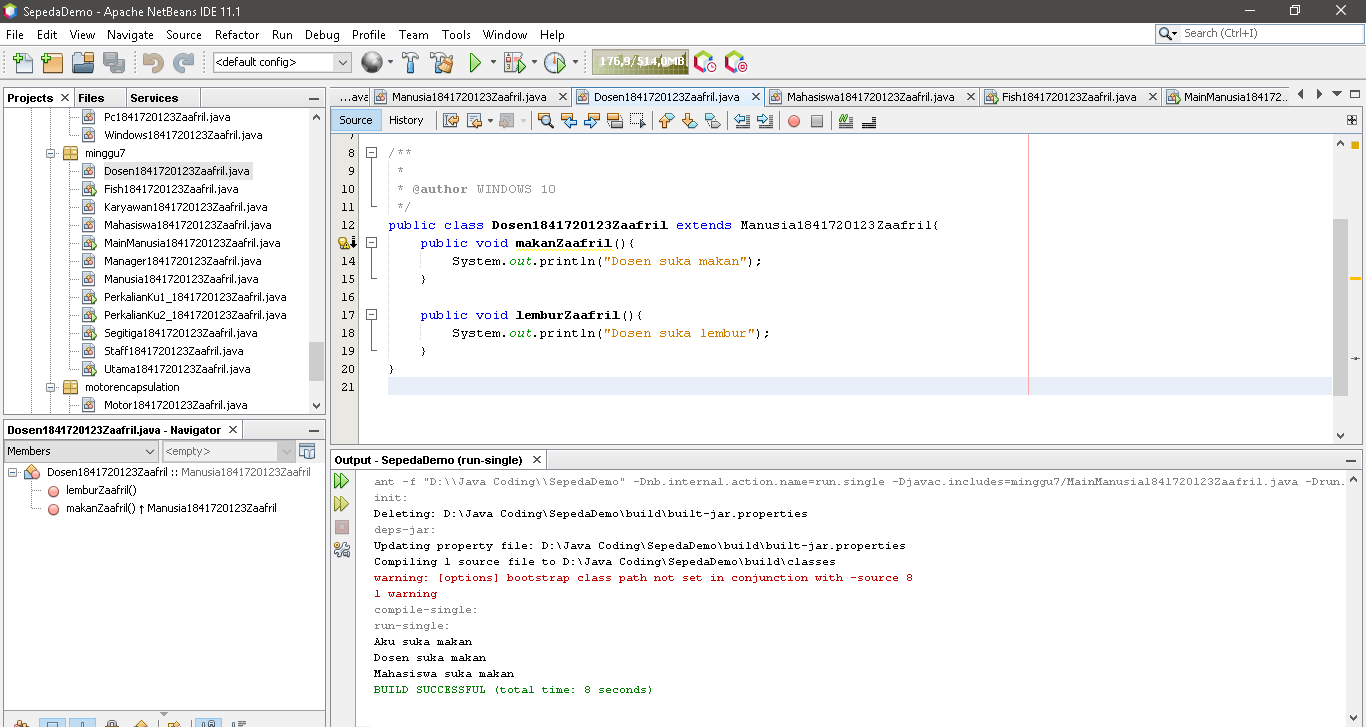 SepedaDemo - Apache NetBeans IDE 11.1
File Edit View Navigate Source Refactor Run Debug Profile Team Tools Window Help
Search (Ctrl+I)
<default config>
176,9/514,0MB
Projects Files Services
Pc1841720123Zaafril.java
Windows1841720123Zaafril.java
minggu7
Dosen1841720123Zaafril.java
Fish1841720123Zaafril.java
Karyawan1841720123Zaafril.java
Mahasiswa1841720123Zaafril.java
MainManusia1841720123Zaafril.java
Manager1841720123Zaafril.java
Manusia1841720123Zaafril.java
PerkalianKu1_1841720123Zaafril.java
PerkalianKu2_1841720123Zaafril.java
Segitiga1841720123Zaafril.java
Staff1841720123Zaafril.java
Utama1841720123Zaafril.java
motorencapsulation
Motor1841720123Zaafril.java
Dosen1841720123Zaafril.java - Navigator
Members <empty>
Dosen1841720123Zaafril :: Manusia1841720123Zaafril
lemburZaafril()
makanZaafril() ↑ Manusia1841720123Zaafril
...ava Manusia1841720123Zaafril.java Dosen1841720123Zaafril.java Mahasiswa1841720123Zaafril.java Fish1841720123Zaafril.java MainManusia184172...
Source History
7
8 /**
9 *
10 * @author WINDOWS 10
11 */
12 public class Dosen1841720123Zaafril extends Manusia1841720123Zaafril{
public void makanZaafril(){
14 System.out.println("Dosen suka makan");
15 }
16
17 public void lemburZaafril(){
18 System.out.println("Dosen suka lembur");
19 }
20 }
21
Output - SepedaDemo (run-single)
ant -f "D:\\Java Coding\\SepedaDemo" -Dnb.internal.action.name=run.single -Djavac.includes=minggu7/MainManusia1841720123Zaafril.java -Drun.
init:
Deleting: D:\Java Coding\SepedaDemo\build\built-jar.properties
deps-jar:
Updating property file: D:\Java Coding\SepedaDemo\build\built-jar.properties
Compiling 1 source file to D:\Java Coding\SepedaDemo\build\classes
warning: [options] bootstrap class path not set in conjunction with -source 8
1 warning
compile-single:
run-single:
Aku suka makan
Dosen suka makan
Mahasiswa suka makan
BUILD SUCCESSFUL (total time: 8 seconds)